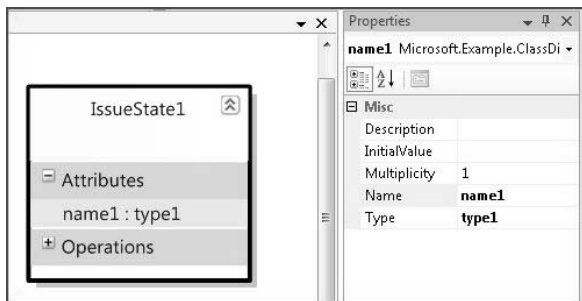 IssueState1
Attributes
name1 : type1
Operations
Properties
name1 Microsoft.Example.ClassDi
Misc
Description
InitialValue
Multiplicity 1
Name name1
Type type1